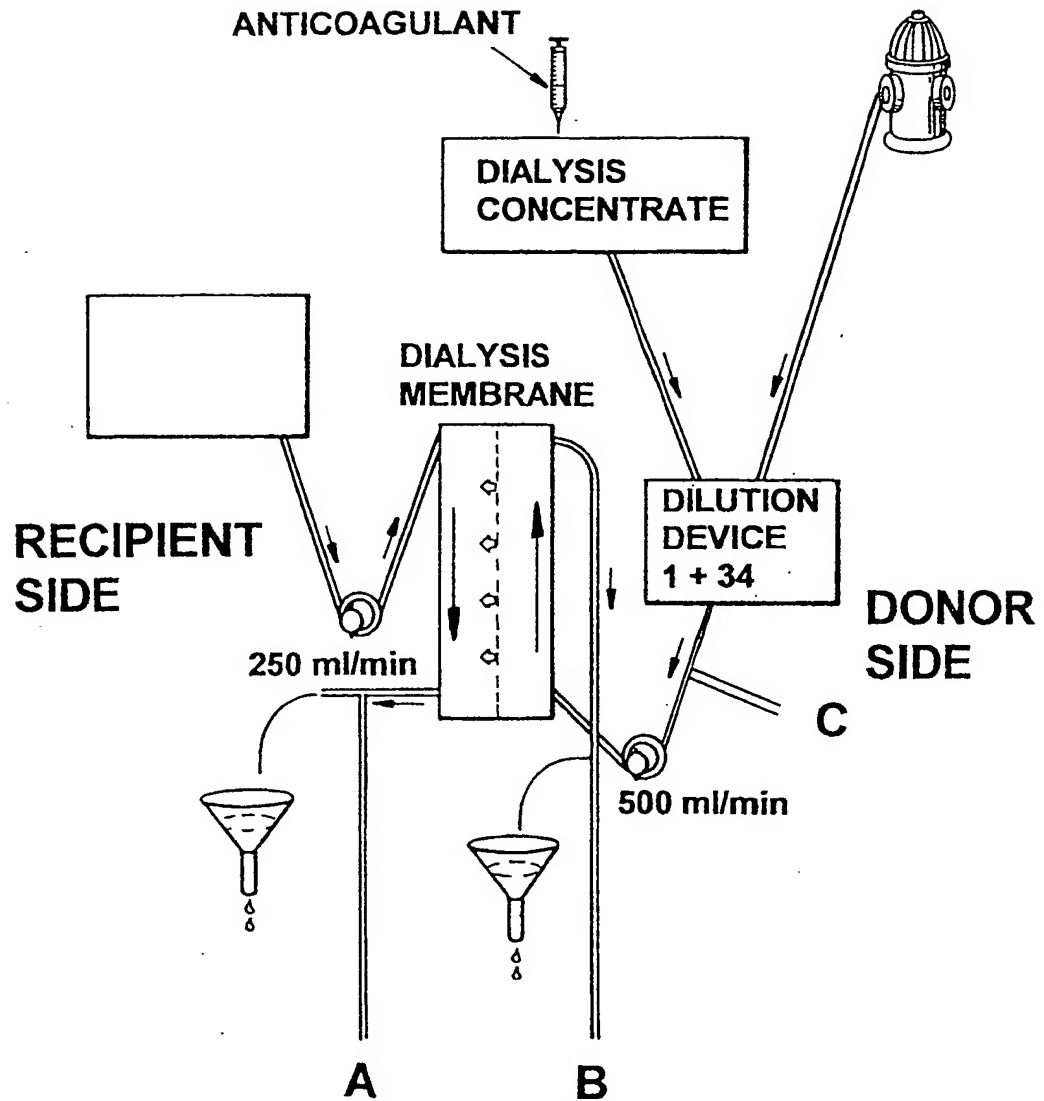 ANTICOAGULANT
DIALYSIS
CONCENTRATE
DIALYSIS
MEMBRANE
DILUTION
DEVICE
1 + 34
RECIPIENT
SIDE
DONOR
SIDE
250 ml/min
C
500 ml/min
A
B